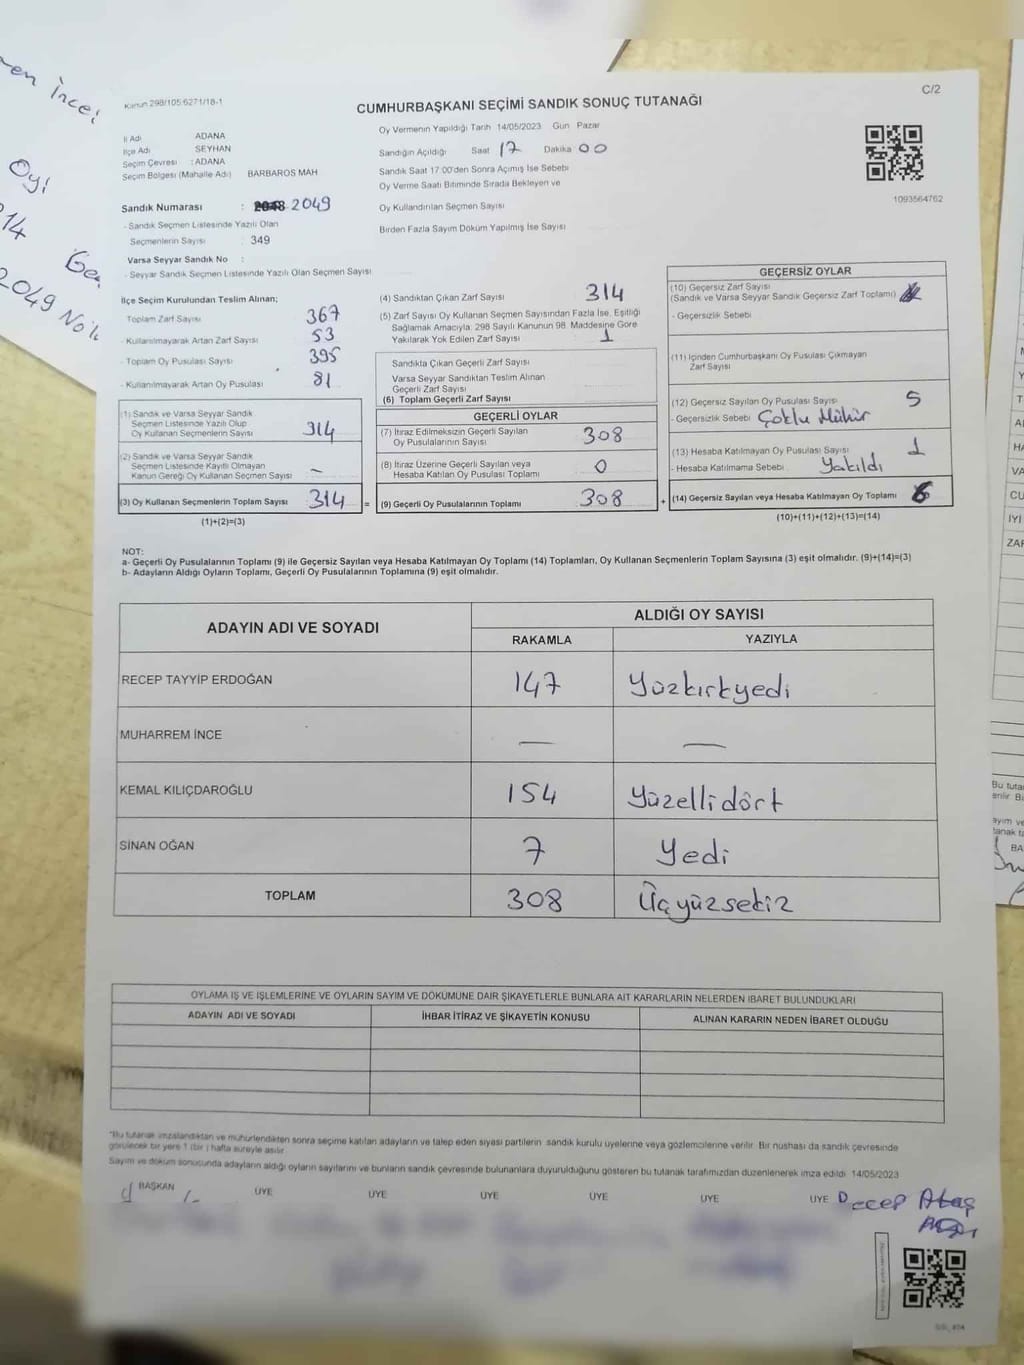 Kanun 298/105:6271/18-1
C/2
CUMHURBAŞKANI SEÇİMİ SANDIK SONUÇ TUTANAĞI
Oy Vermenin Yapıldığı Tarih 14/05/2023 Gün Pazar
İl Adı ADANA
İlçe Adı SEYHAN
Seçim Çevresi : ADANA
Seçim Bölgesi (Mahalle Adı) BARBAROS MAH
Sandığın Açıldığı Saat 17 Dakika 00
Sandık Saat 17.00'den Sonra Açımış İse Sebebi
Oy Verme Saati Bitiminde Sırada Bekleyen ve
Oy Kullandırılan Seçmen Sayısı
Birden Fazla Sayım Döküm Yapılmış İse Sayısı
1093564762
Sandık Numarası : 2048 2049
- Sandık Seçmen Listesinde Yazılı Olan
Seçmenlerin Sayısı : 349
Varsa Seyyar Sandık No :
- Seyyar Sandık Seçmen Listesinde Yazılı Olan Seçmen Sayısı
İlçe Seçim Kurulundan Teslim Alınan;
Toplam Zarf Sayısı 367
- Kullanılmayarak Artan Zarf Sayısı 53
- Toplam Oy Pusulası Sayısı 395
- Kullanılmayarak Artan Oy Pusulası 81
(1) Sandık ve Varsa Seyyar Sandık
Seçmen Listesinde Yazılı Olup
Oy Kullanan Seçmenlerin Sayısı 314
(2) Sandık ve Varsa Seyyar Sandık
Seçmen Listesinde Kayıtlı Olmayan
Kanun Gereği Oy Kullanan Seçmen Sayısı –
(3) Oy Kullanan Seçmenlerin Toplam Sayısı 314 =
(1)+(2)=(3)
(4) Sandıktan Çıkan Zarf Sayısı 314
(5) Zarf Sayısı Oy Kullanan Seçmen Sayısından Fazla İse, Eşitliği
Sağlamak Amacıyla; 298 Sayılı Kanunun 98. Maddesine Göre
Yakılarak Yok Edilen Zarf Sayısı 1
Sandıkta Çıkan Geçerli Zarf Sayısı
Varsa Seyyar Sandıktan Teslim Alınan
Geçerli Zarf Sayısı
(6) Toplam Geçerli Zarf Sayısı
GEÇERLİ OYLAR
(7) İtiraz Edilmeksizin Geçerli Sayılan
Oy Pusulalarının Sayısı 308
(8) İtiraz Üzerine Geçerli Sayılan veya
Hesaba Katılan Oy Pusulası Toplamı 0
(9) Geçerli Oy Pusulalarının Toplamı 308 +
GEÇERSİZ OYLAR
(10) Geçersiz Zarf Sayısı
(Sandık ve Varsa Seyyar Sandık Geçersiz Zarf Toplamı)
- Geçersizlik Sebebi
(11) İçinden Cumhurbaşkanı Oy Pusulası Çıkmayan
Zarf Sayısı
(12) Geçersiz Sayılan Oy Pusulası Sayısı 5
- Geçersizlik Sebebi Çoklu Mühür
(13) Hesaba Katılmayan Oy Pusulası Sayısı 1
- Hesaba Katılmama Sebebi Yakıldı
(14) Geçersiz Sayılan veya Hesaba Katılmayan Oy Toplamı 6
(10)+(11)+(12)+(13)=(14)
NOT:
a- Geçerli Oy Pusulalarının Toplamı (9) ile Geçersiz Sayılan veya Hesaba Katılmayan Oy Toplamı (14) Toplamları, Oy Kullanan Seçmenlerin Toplam Sayısına (3) eşit olmalıdır. (9)+(14)=(3)
b- Adayların Aldığı Oyların Toplamı, Geçerli Oy Pusulalarının Toplamına (9) eşit olmalıdır.
ADAYIN ADI VE SOYADI ALDIĞI OY SAYISI
RAKAMLA YAZIYLA
RECEP TAYYİP ERDOĞAN 147 Yüzkırkyedi
MUHARREM İNCE — —
KEMAL KILIÇDAROĞLU 154 Yüzellidört
SİNAN OĞAN 7 Yedi
TOPLAM 308 Üçyüzsekiz
OYLAMA İŞ VE İŞLEMLERİNE VE OYLARIN SAYIM VE DÖKÜMÜNE DAİR ŞİKAYETLERLE BUNLARA AİT KARARLARIN NELERDEN İBARET BULUNDUKLARI
ADAYIN ADI VE SOYADI İHBAR İTİRAZ VE ŞİKAYETİN KONUSU ALINAN KARARIN NEDEN İBARET OLDUĞU
*Bu tutanak imzalandıktan ve mühürlendikten sonra seçime katılan adayların ve talep eden siyasi partilerin sandık kurulu üyelerine veya gözlemcilerine verilir. Bir nüshası da sandık çevresinde
görülecek bir yere 1 (bir) hafta süreyle asılır.
Sayım ve döküm sonucunda adayların aldığı oyların sayılarını ve bunların sandık çevresinde bulunanlara duyurulduğunu gösteren bu tutanak tarafımızdan düzenlenerek imza edildi. 14/05/2023
BAŞKAN ÜYE ÜYE ÜYE ÜYE ÜYE ÜYE
Ataş
İnce
Oyi
314
2049 No'lu